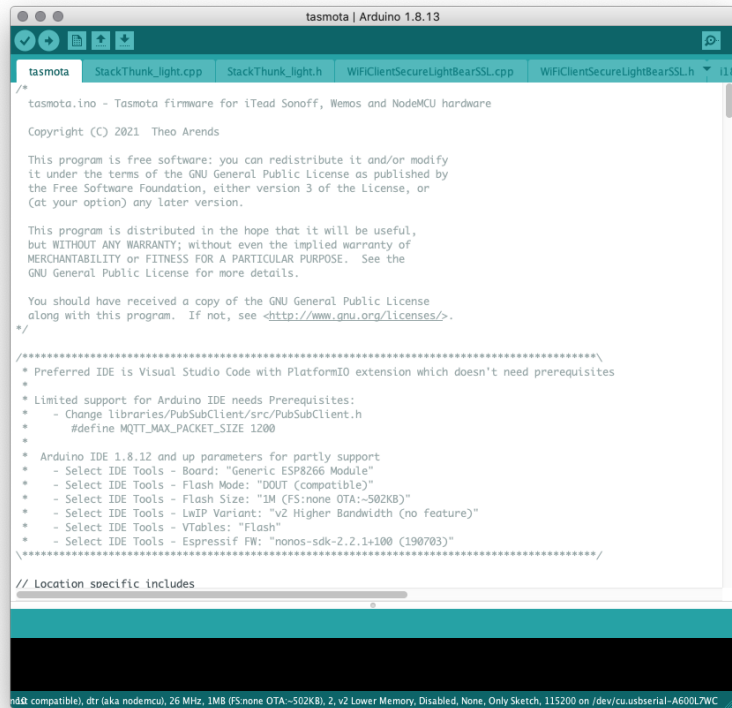 tasmota | Arduino 1.8.13
tasmota StackThunk_light.cpp StackThunk_light.h WiFiClientSecureLightBearSSL.cpp WiFiClientSecureLightBearSSL.h
/*
tasmota.ino - Tasmota firmware for iTead Sonoff, Wemos and NodeMCU hardware
Copyright (C) 2021  Theo Arends
This program is free software: you can redistribute it and/or modify
it under the terms of the GNU General Public License as published by
the Free Software Foundation, either version 3 of the License, or
(at your option) any later version.
This program is distributed in the hope that it will be useful,
but WITHOUT ANY WARRANTY; without even the implied warranty of
MERCHANTABILITY or FITNESS FOR A PARTICULAR PURPOSE.  See the
GNU General Public License for more details.
You should have received a copy of the GNU General Public License
along with this program.  If not, see <http://www.gnu.org/licenses/>.
*/
/*********************************************************************************************\
* Preferred IDE is Visual Studio Code with PlatformIO extension which doesn't need prerequisites
*
* Limited support for Arduino IDE needs Prerequisites:
*    - Change libraries/PubSubClient/src/PubSubClient.h
*       #define MQTT_MAX_PACKET_SIZE 1200
*
*  Arduino IDE 1.8.12 and up parameters for partly support
*    - Select IDE Tools - Board: "Generic ESP8266 Module"
*    - Select IDE Tools - Flash Mode: "DOUT (compatible)"
*    - Select IDE Tools - Flash Size: "1M (FS:none OTA:~502KB)"
*    - Select IDE Tools - LwIP Variant: "v2 Higher Bandwidth (no feature)"
*    - Select IDE Tools - VTables: "Flash"
*    - Select IDE Tools - Espressif FW: "nonos-sdk-2.2.1+100 (190703)"
\*********************************************************************************************/
// Location specific includes
compatible), dtr (aka nodemcu), 26 MHz, 1MB (FS:none OTA:~502KB), 2, v2 Lower Memory, Disabled, None, Only Sketch, 115200 on /dev/cu.usbserial-A600L7WC